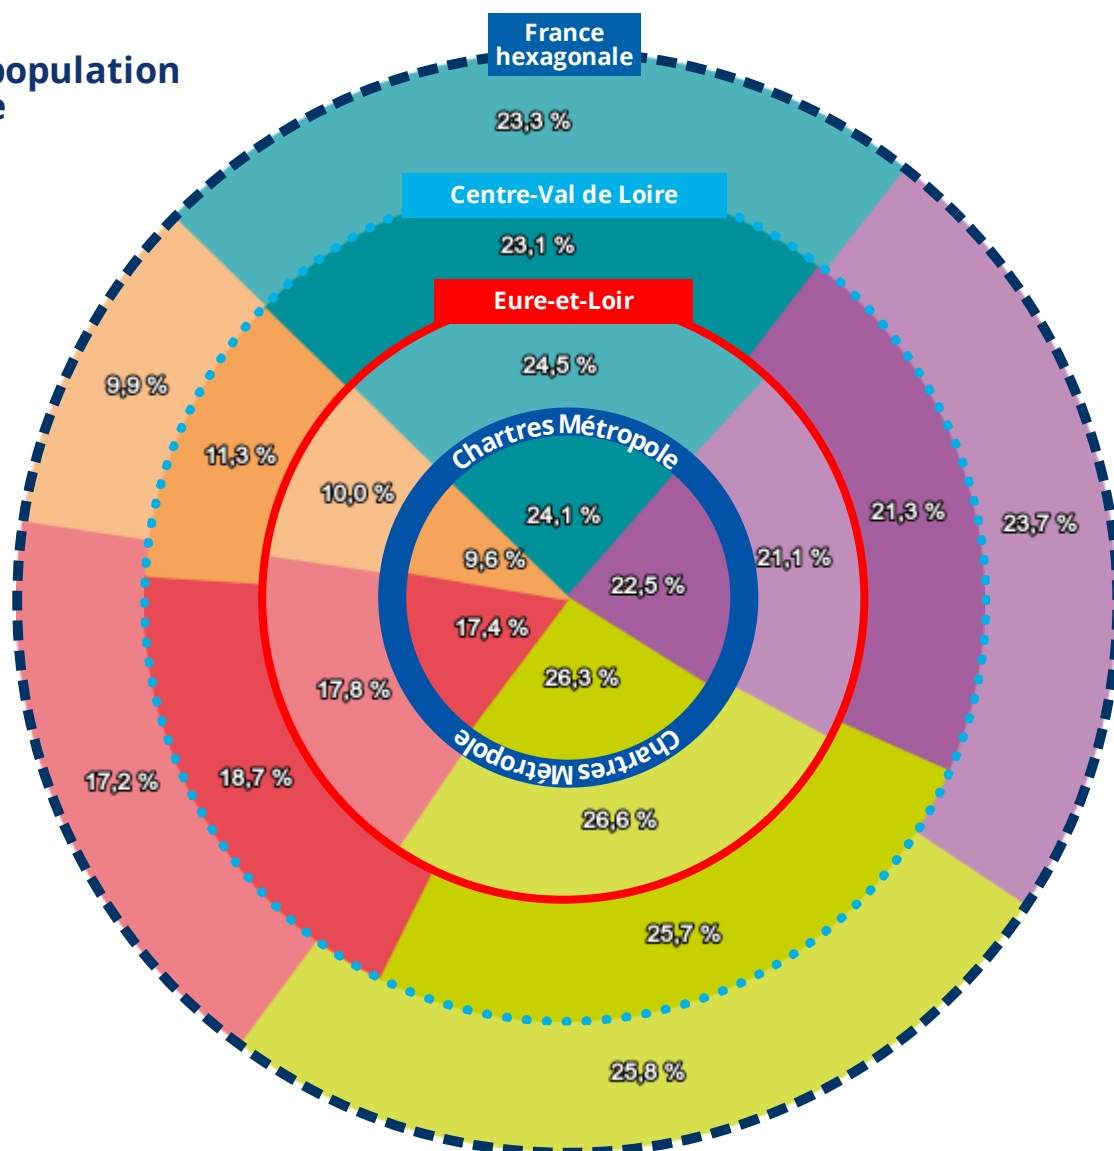 France
hexagonale
population
e
23,3 %
Centre-Val de Loire
23,1 %
Eure-et-Loir
24,5 %
9,9 %
Chartres Métropole
11,3 %
10,0 %
24,1 %
21,3 %
23,7 %
9,6 %
21,1 %
22,5 %
17,4 %
26,3 %
17,8 %
Chartres Métropole
18,7 %
17,2 %
26,6 %
25,7 %
25,8 %